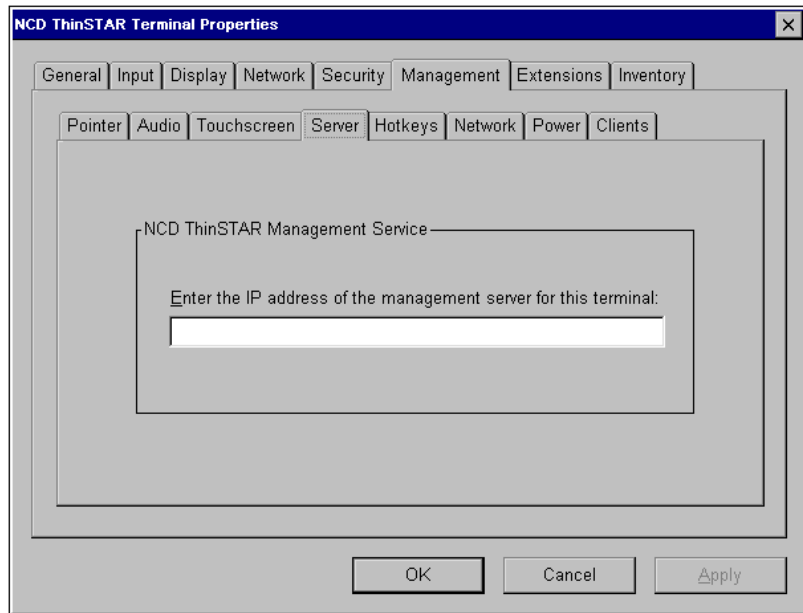 NCD ThinSTAR Terminal Properties
General Input Display Network Security Management Extensions Inventory
Pointer Audio Touchscreen Server Hotkeys Network Power Clients
NCD ThinSTAR Management Service
Enter the IP address of the management server for this terminal:
OK Cancel Apply